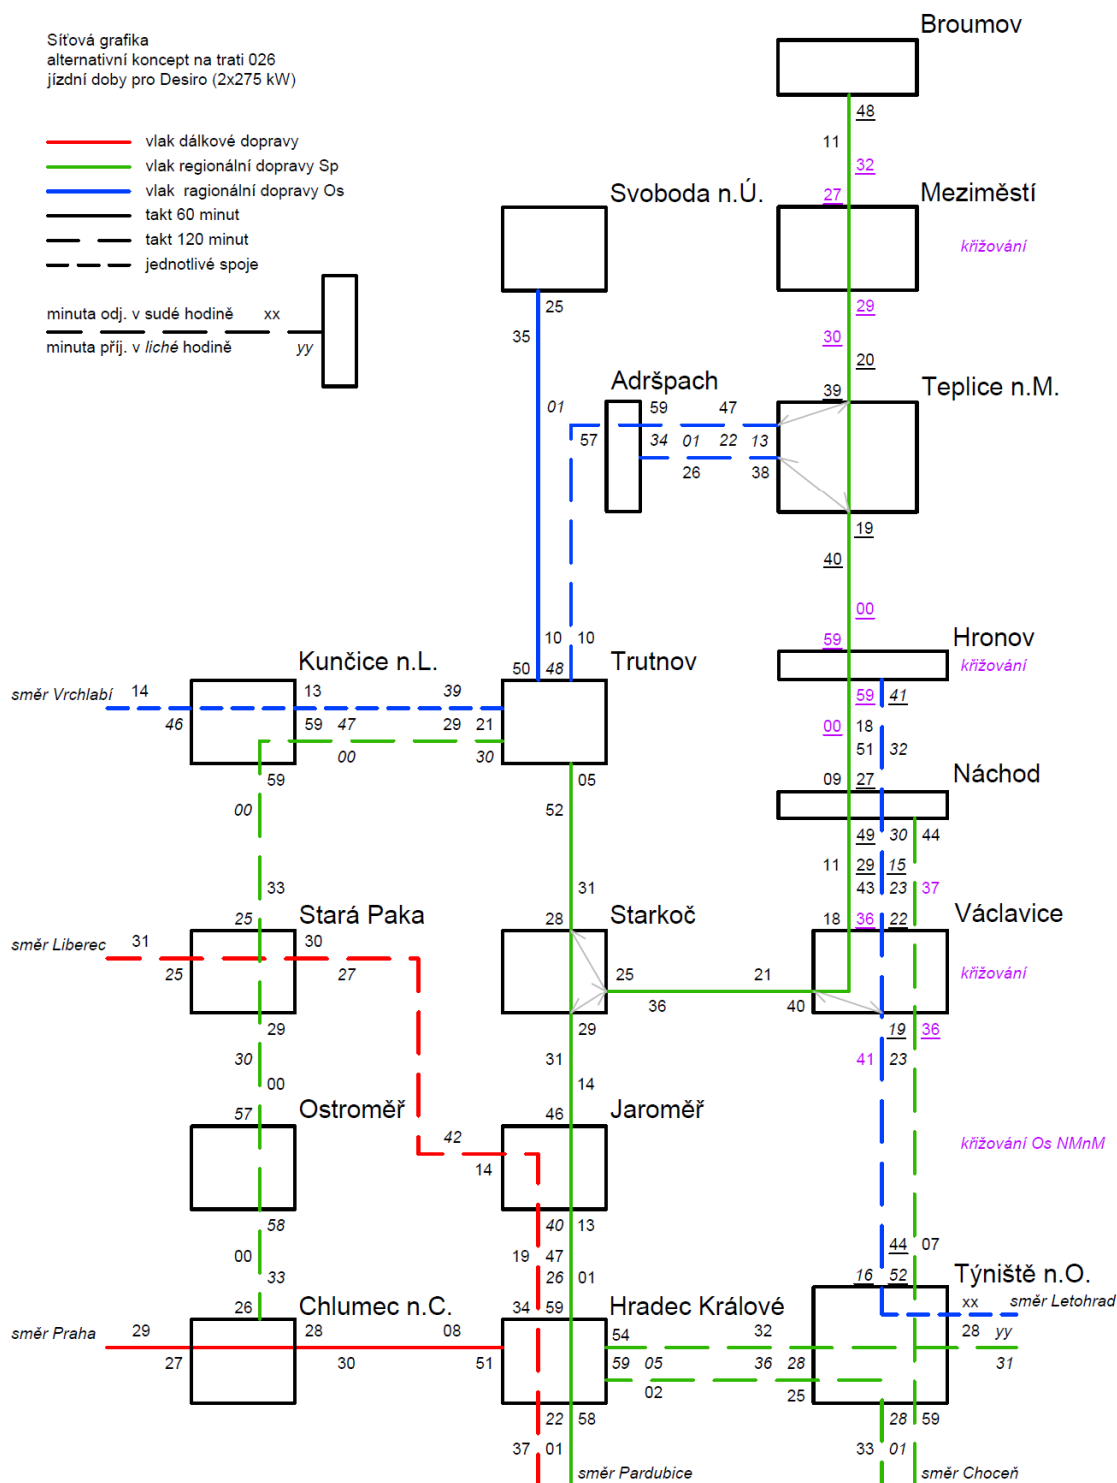 Síťová grafika
alternativní koncept na trati 026
jízdní doby pro Desiro (2x275 kW)
vlak dálkové dopravy
vlak regionální dopravy Sp
vlak ragionální dopravy Os
takt 60 minut
takt 120 minut
jednotlivé spoje
minuta odj. v sudé hodině xx
minuta příj. v liché hodině yy
Broumov
48
11
32
27
Svoboda n.Ú.
Meziměstí
křižování
25
35
29
30
20
39
Adršpach
Teplice n.M.
01
59 47
57
34 01 22 13
26 38
19
40
00
59
Hronov
křižování
10 10
50 48
Kunčice n.L.
Trutnov
směr Vrchlabí
14
46
13 39
59 47 29 21
00 30
59
00
59 41
00 18
51 32
09 27
Náchod
05
52
49 30 44
11 29 15
43 23
37
33
25
31
28
18 36 22
Stará Paka
Starkoč
Václavice
směr Liberec
31
25
30
27
křižování
25 21
36 40
29
30
29
31
19 36
41 23
00
57
14
46
Ostroměř
Jaroměř
42
14
křižování Os NMnM
58
00
33
26
40 13
19 47
26 01
34 59
44 07
16 52
Chlumec n.C.
Hradec Králové
Týniště n.O.
směr Praha
29
27
28 08
30 51
54 32
59 05 36 28
02 25
xx
směr Letohrad
28 yy
31
22 58
37 01
směr Pardubice
28 59
33 01
směr Choceň